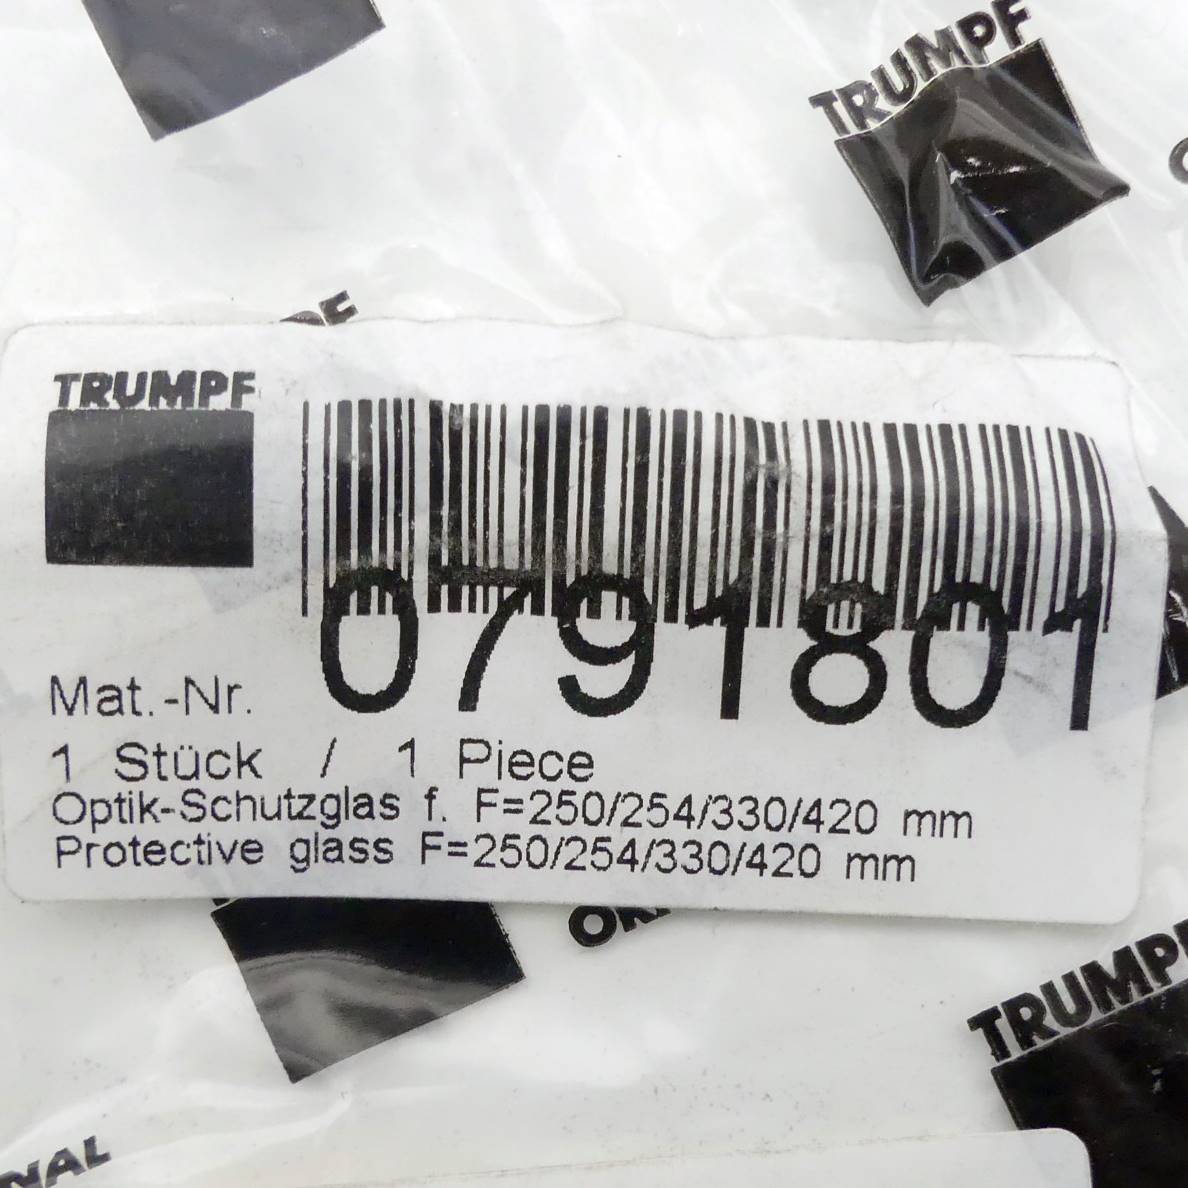 TRUMPF
TRUMPF
0791801
Mat.-Nr.
1 Stück / 1 Piece
Optik-Schutzglas f. F=250/254/330/420 mm
Protective glass F=250/254/330/420 mm
TRUMPF